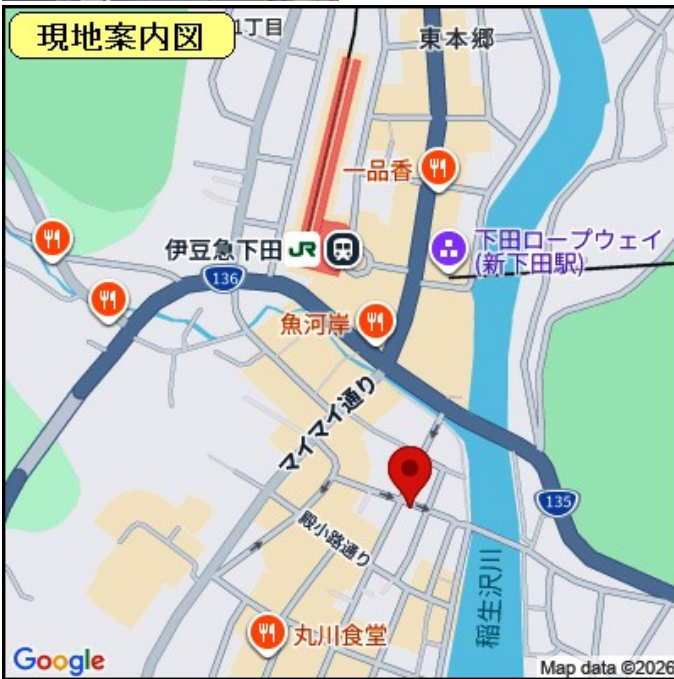 現地案内図
1丁目
東本郷
一品香
伊豆急下田 JR
下田ロープウェイ
(新下田駅)
136
魚河岸
マイマイ通り
135
殿小路通り
稲生沢川
丸川食堂
Google
Map data ©2026